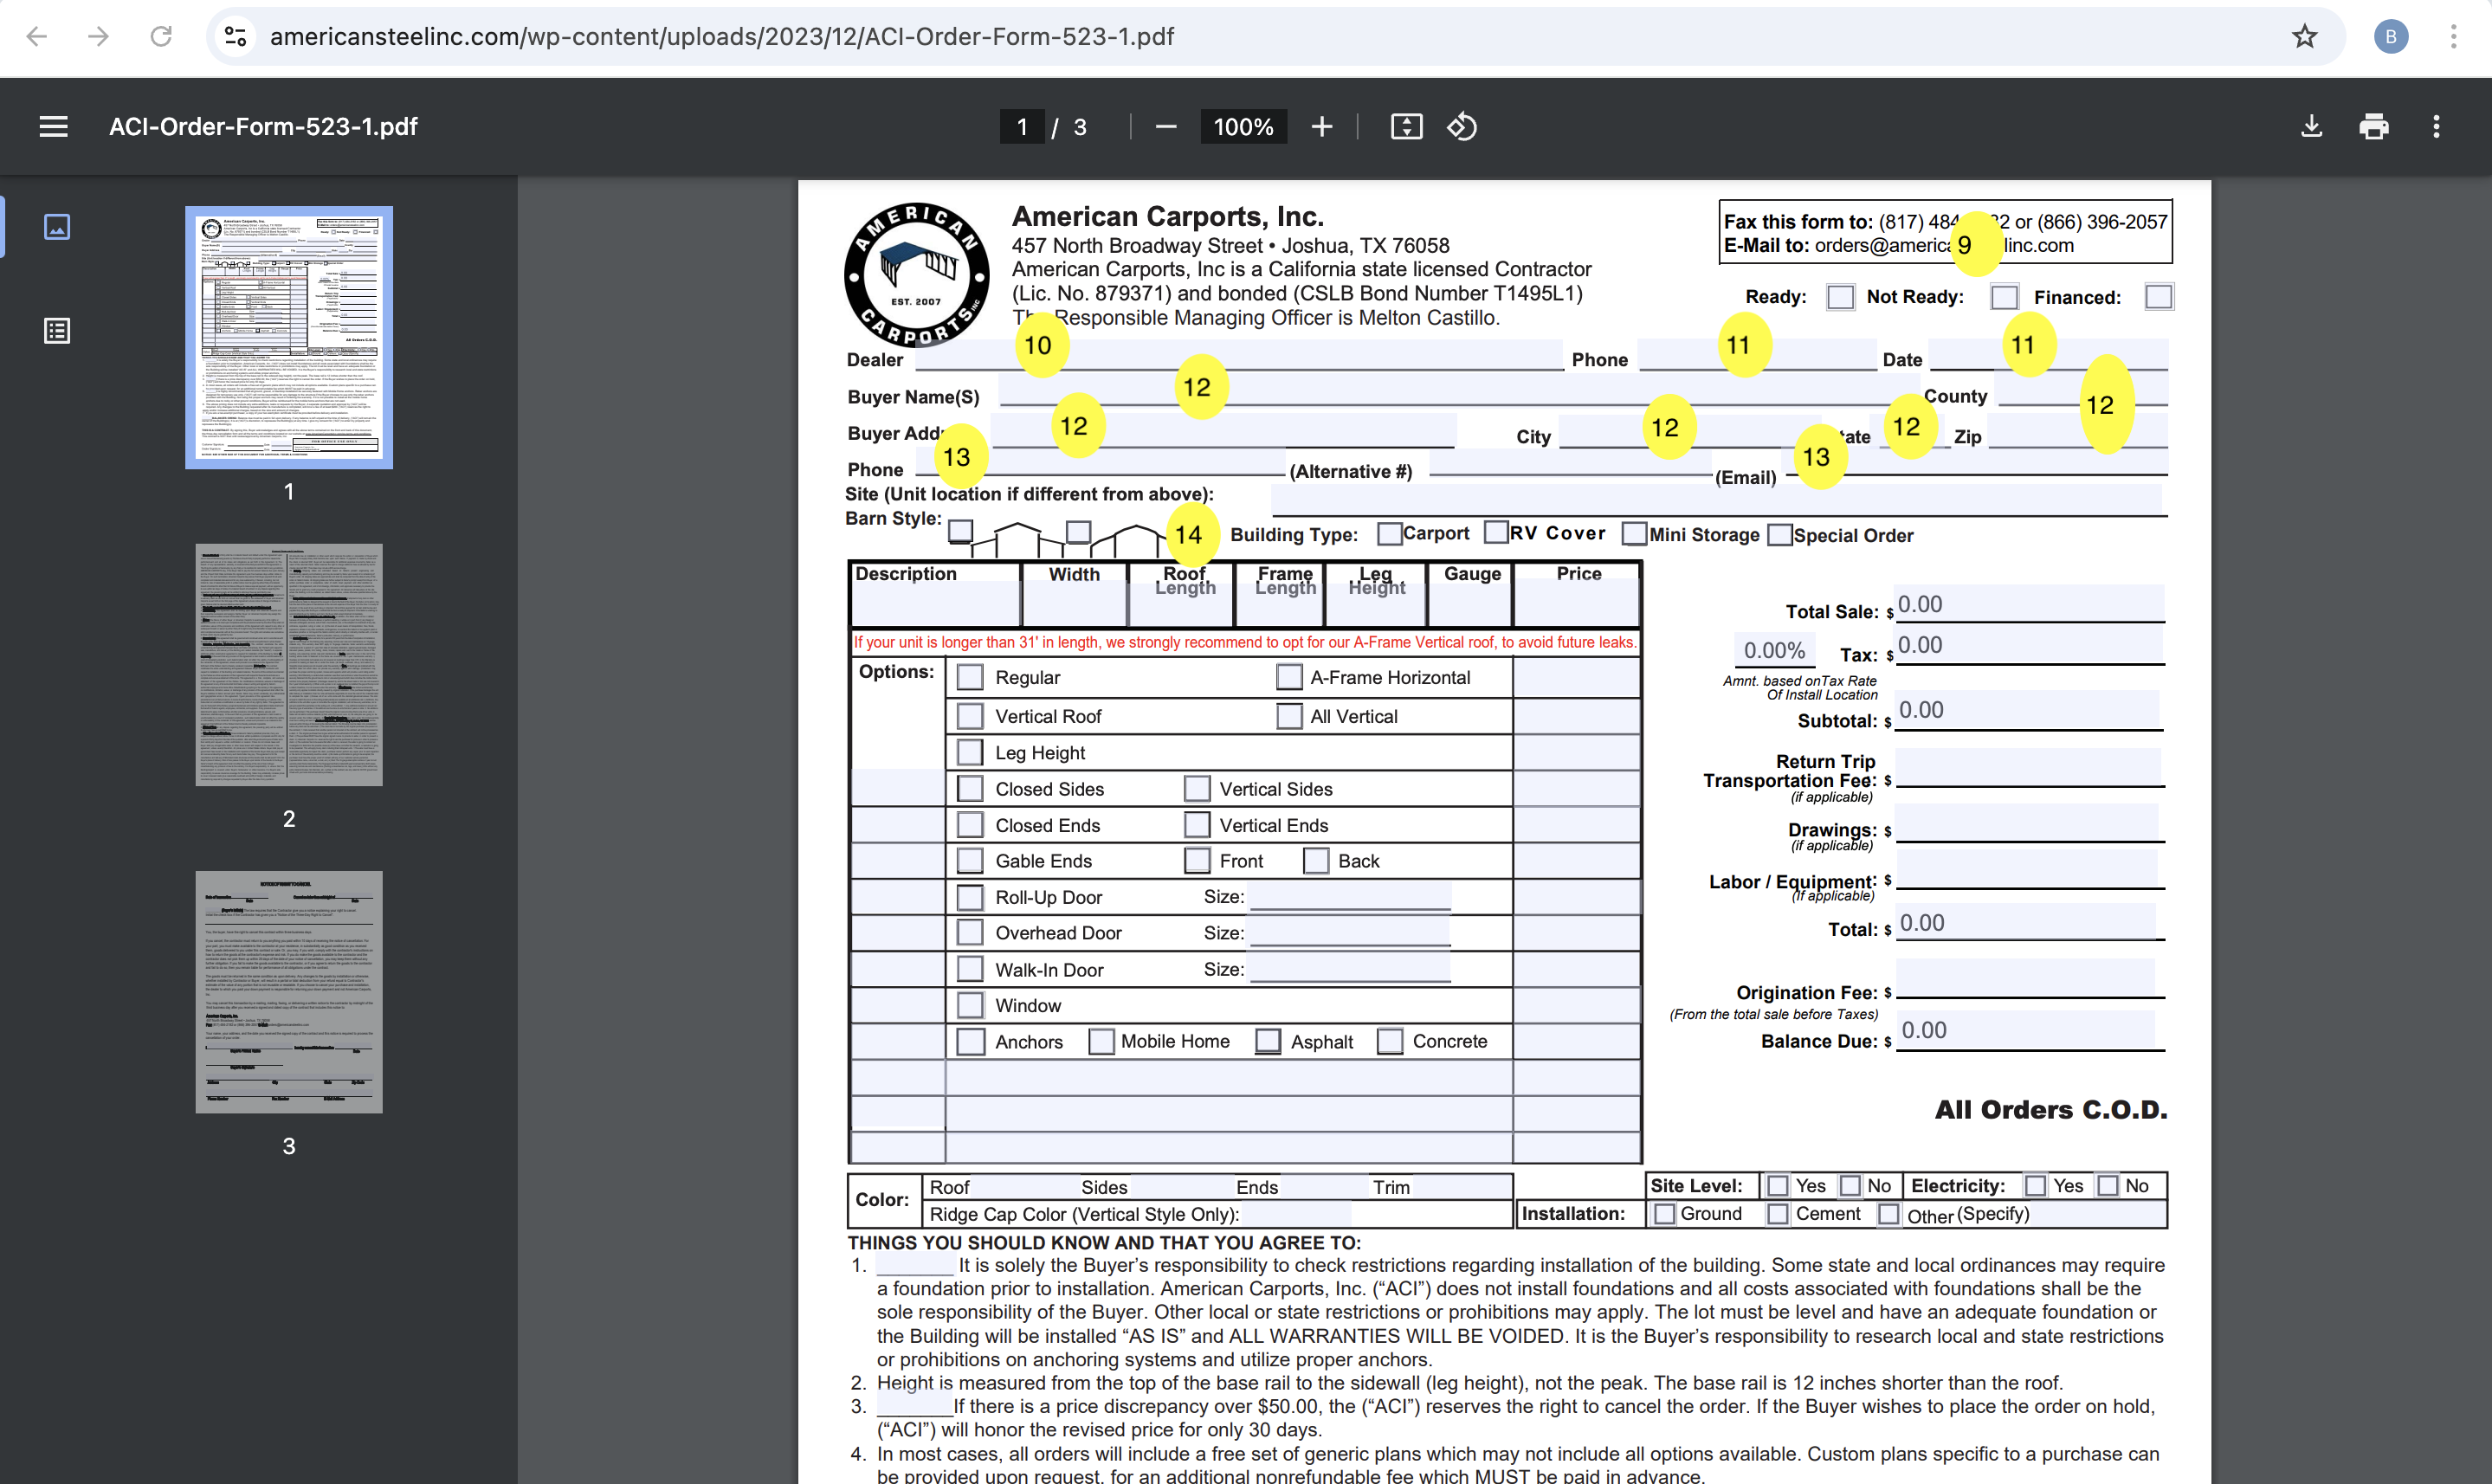 americansteelinc.com/wp-content/uploads/2023/12/ACI-Order-Form-523-1.pdf
B
ACI-Order-Form-523-1.pdf
1 / 3
100%
1
2
3
AMERICAN CARPORTS, INC
EST. 2007
American Carports, Inc.
457 North Broadway Street • Joshua, TX 76058
American Carports, Inc is a California state licensed Contractor
(Lic. No. 879371) and bonded (CSLB Bond Number T1495L1)
Responsible Managing Officer is Melton Castillo.
Fax this form to: (817) 484 2 or (866) 396-2057
E-Mail to: orders@americ 9 linc.com
Ready: Not Ready: Financed:
Dealer 10 Phone 11 Date 11
Buyer Name(S) 12 County 12
Buyer Add 12 City 12 tate 12 Zip
Phone 13 (Alternative #) (Email) 13
Site (Unit location if different from above):
Barn Style: 14 Building Type: Carport RV Cover Mini Storage Special Order
Description Width Roof Length Frame Length Leg Height Gauge Price
If your unit is longer than 31' in length, we strongly recommend to opt for our A-Frame Vertical roof, to avoid future leaks.
Options: Regular A-Frame Horizontal
Vertical Roof All Vertical
Leg Height
Closed Sides Vertical Sides
Closed Ends Vertical Ends
Gable Ends Front Back
Roll-Up Door Size:
Overhead Door Size:
Walk-In Door Size:
Window
Anchors Mobile Home Asphalt Concrete
Total Sale: $ 0.00
0.00% Tax: $ 0.00
Amnt. based onTax Rate
Of Install Location
Subtotal: $ 0.00
Return Trip
Transportation Fee: $
(if applicable)
Drawings: $
(if applicable)
Labor / Equipment: $
(If applicable)
Total: $ 0.00
Origination Fee: $
(From the total sale before Taxes)
Balance Due: $ 0.00
All Orders C.O.D.
Color: Roof Sides Ends Trim
Ridge Cap Color (Vertical Style Only):
Site Level: Yes No Electricity: Yes No
Installation: Ground Cement Other (Specify)
THINGS YOU SHOULD KNOW AND THAT YOU AGREE TO:
1. _______ It is solely the Buyer's responsibility to check restrictions regarding installation of the building. Some state and local ordinances may require
a foundation prior to installation. American Carports, Inc. (“ACI”) does not install foundations and all costs associated with foundations shall be the
sole responsibility of the Buyer. Other local or state restrictions or prohibitions may apply. The lot must be level and have an adequate foundation or
the Building will be installed “AS IS” and ALL WARRANTIES WILL BE VOIDED. It is the Buyer’s responsibility to research local and state restrictions
or prohibitions on anchoring systems and utilize proper anchors.
2. Height is measured from the top of the base rail to the sidewall (leg height), not the peak. The base rail is 12 inches shorter than the roof.
3. _______If there is a price discrepancy over $50.00, the (“ACI”) reserves the right to cancel the order. If the Buyer wishes to place the order on hold,
(“ACI”) will honor the revised price for only 30 days.
4. In most cases, all orders will include a free set of generic plans which may not include all options available. Custom plans specific to a purchase can
be provided upon request, for an additional nonrefundable fee which MUST be paid in advance.